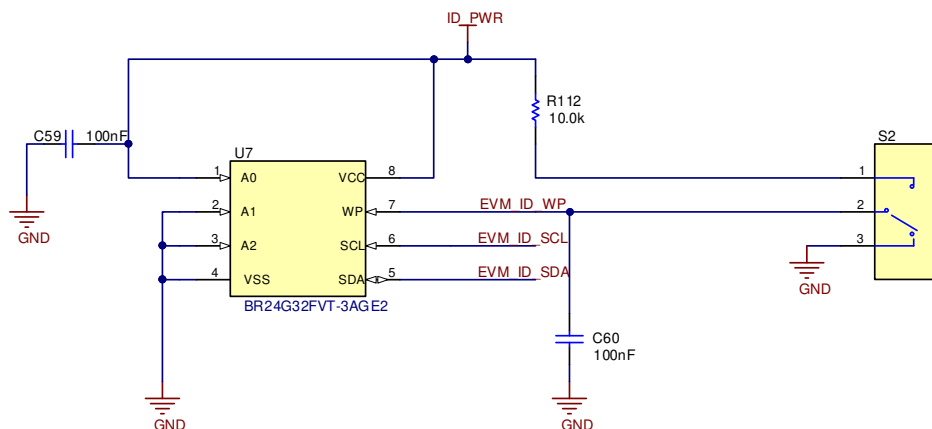 ID_PWR
R112
10.0k
C59
100nF
GND
U7
1
A0
VCC
8
2
A1
WP
7
EVM_ID_WP
3
A2
SCL
6
EVM_ID_SCL
4
VSS
SDA
5
EVM_ID_SDA
BR24G32FVT-3AGE2
GND
C60
100nF
GND
S2
1
2
3
GND